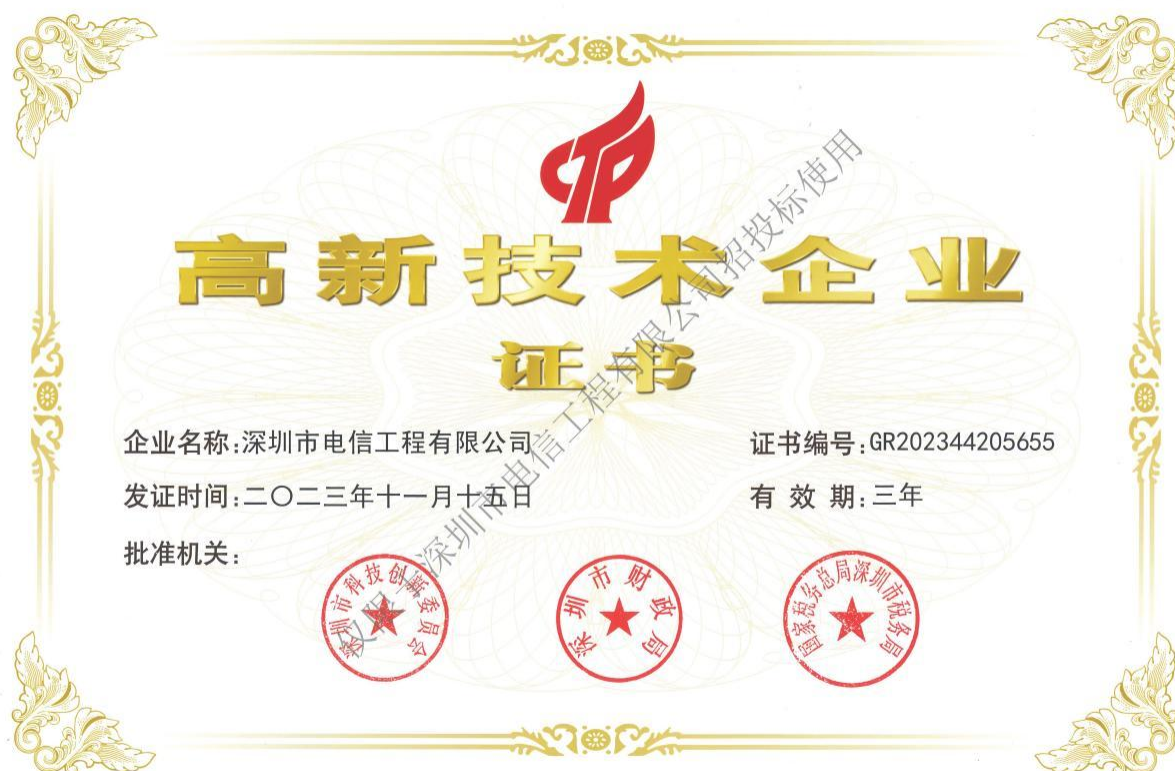 高新技术企业
证书
企业名称:深圳市电信工程有限公司
证书编号:GR202344205655
发证时间:二〇二三年十一月十五日
有效期:三年
批准机关:
深圳市科技创新委员会
深圳市财政局
国家税务总局深圳市税务局
仅限于深圳市电信工程有限公司招投标使用